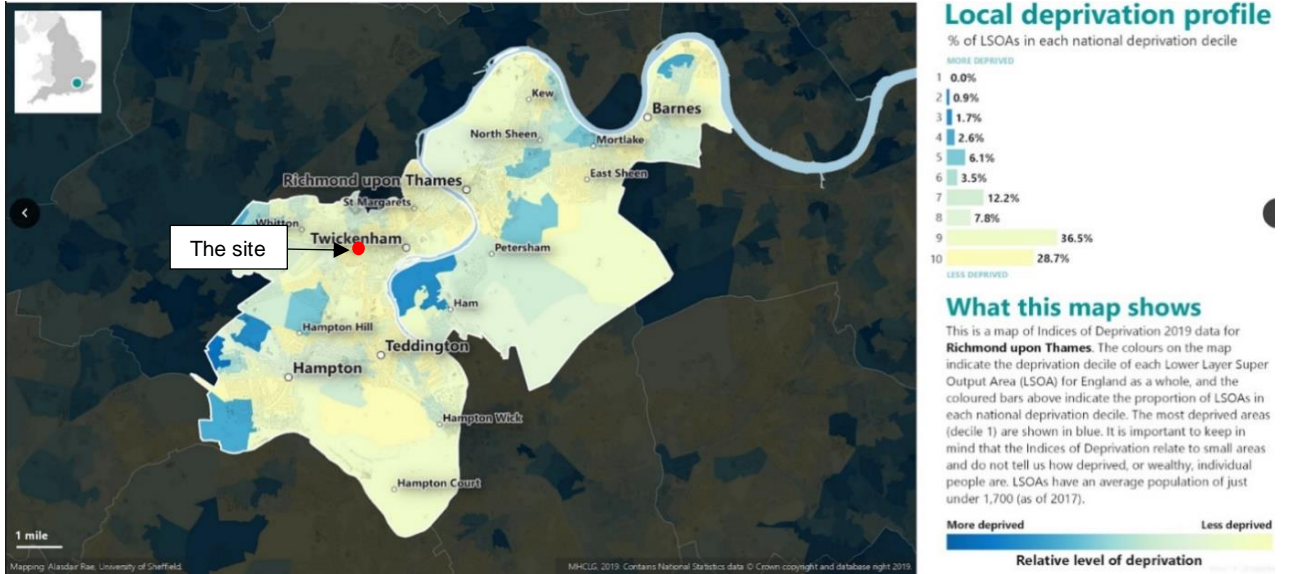 Kew
Barnes
North Sheen
Mortlake
East Sheen
Richmond upon Thames
St Margarets
Whitton
Twickenham
The site
Petersham
Ham
Hampton Hill
Teddington
Hampton
Hampton Wick
Hampton Court
1 mile
Mapping: Alasdair Rae, University of Sheffield.
MHCLG, 2019. Contains National Statistics data © Crown copyright and database right 2019.
Local deprivation profile
% of LSOAs in each national deprivation decile
MORE DEPRIVED
1 0.0%
2 0.9%
3 1.7%
4 2.6%
5 6.1%
6 3.5%
7 12.2%
8 7.8%
9 36.5%
10 28.7%
LESS DEPRIVED
What this map shows
This is a map of Indices of Deprivation 2019 data for
Richmond upon Thames. The colours on the map
indicate the deprivation decile of each Lower Layer Super
Output Area (LSOA) for England as a whole, and the
coloured bars above indicate the proportion of LSOAs in
each national deprivation decile. The most deprived areas
(decile 1) are shown in blue. It is important to keep in
mind that the Indices of Deprivation relate to small areas
and do not tell us how deprived, or wealthy, individual
people are. LSOAs have an average population of just
under 1,700 (as of 2017).
More deprived Less deprived
Relative level of deprivation